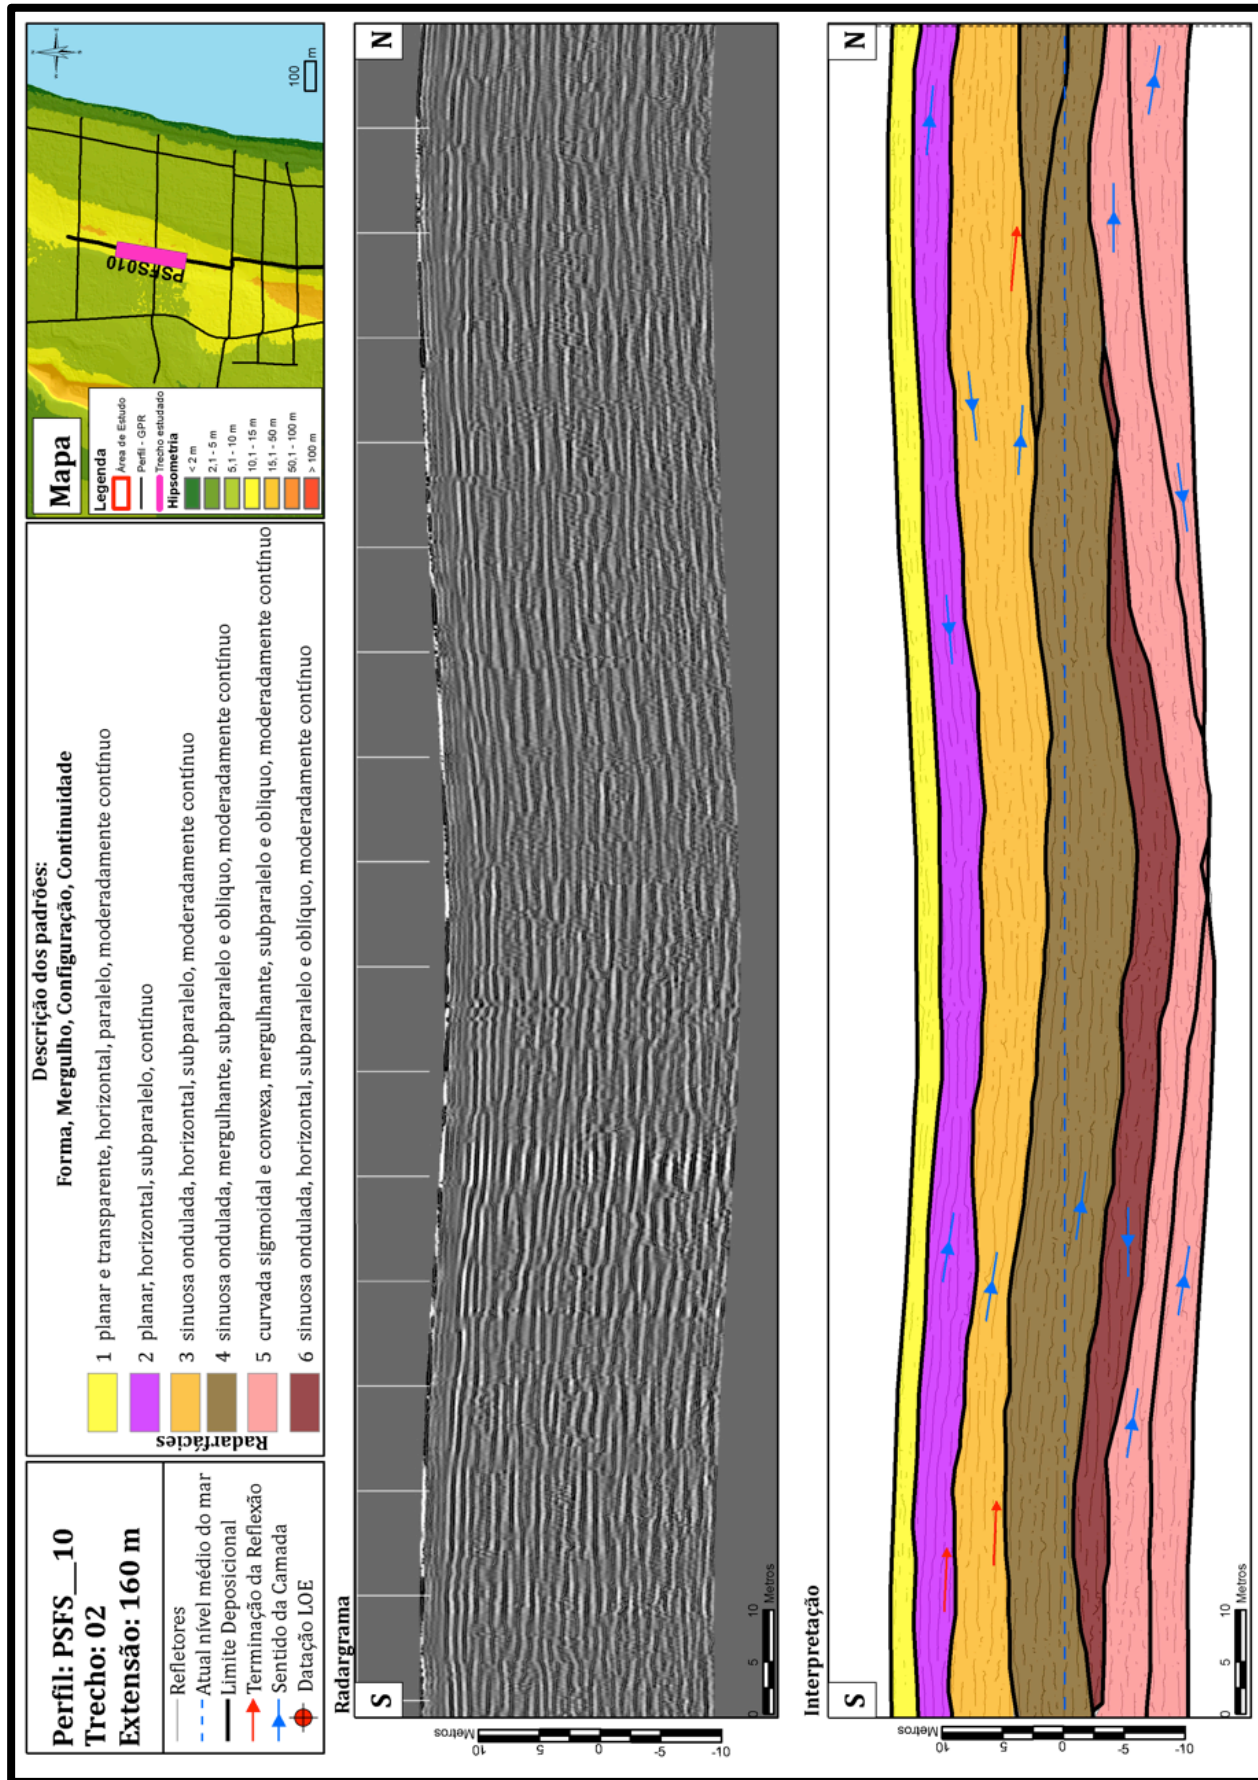 Perfil: PSFS__10
Trecho: 02
Extensão: 160 m
Refletores
Atual nível médio do mar
Limite Deposicional
Terminação da Reflexão
Sentido da Camada
Datação LOE
Descrição dos padrões:
Forma, Mergulho, Configuração, Continuidade
Radarfácies
1 planar e transparente, horizontal, paralelo, moderadamente contínuo
2 planar, horizontal, subparalelo, contínuo
3 sinuosa ondulada, horizontal, subparalelo, moderadamente contínuo
4 sinuosa ondulada, mergulhante, subparalelo e obliquo, moderadamente contínuo
5 curvada sigmoidal e convexa, mergulhante, subparalelo e obliquo, moderadamente contínuo
6 sinuosa ondulada, horizontal, subparalelo e oblíquo, moderadamente contínuo
Mapa
Legenda
Área de Estudo
Perfil - GPR
Trecho estudado
Hipsometria
< 2 m
2,1 - 5 m
5,1 - 10 m
10,1 - 15 m
15,1 - 50 m
50,1 - 100 m
> 100 m
PSFS010
100
m
Radargrama
S
N
Metros
10
5
0
-5
-10
0 5 10
Metros
Interpretação
S
N
Metros
10
5
0
-5
-10
0 5 10
Metros